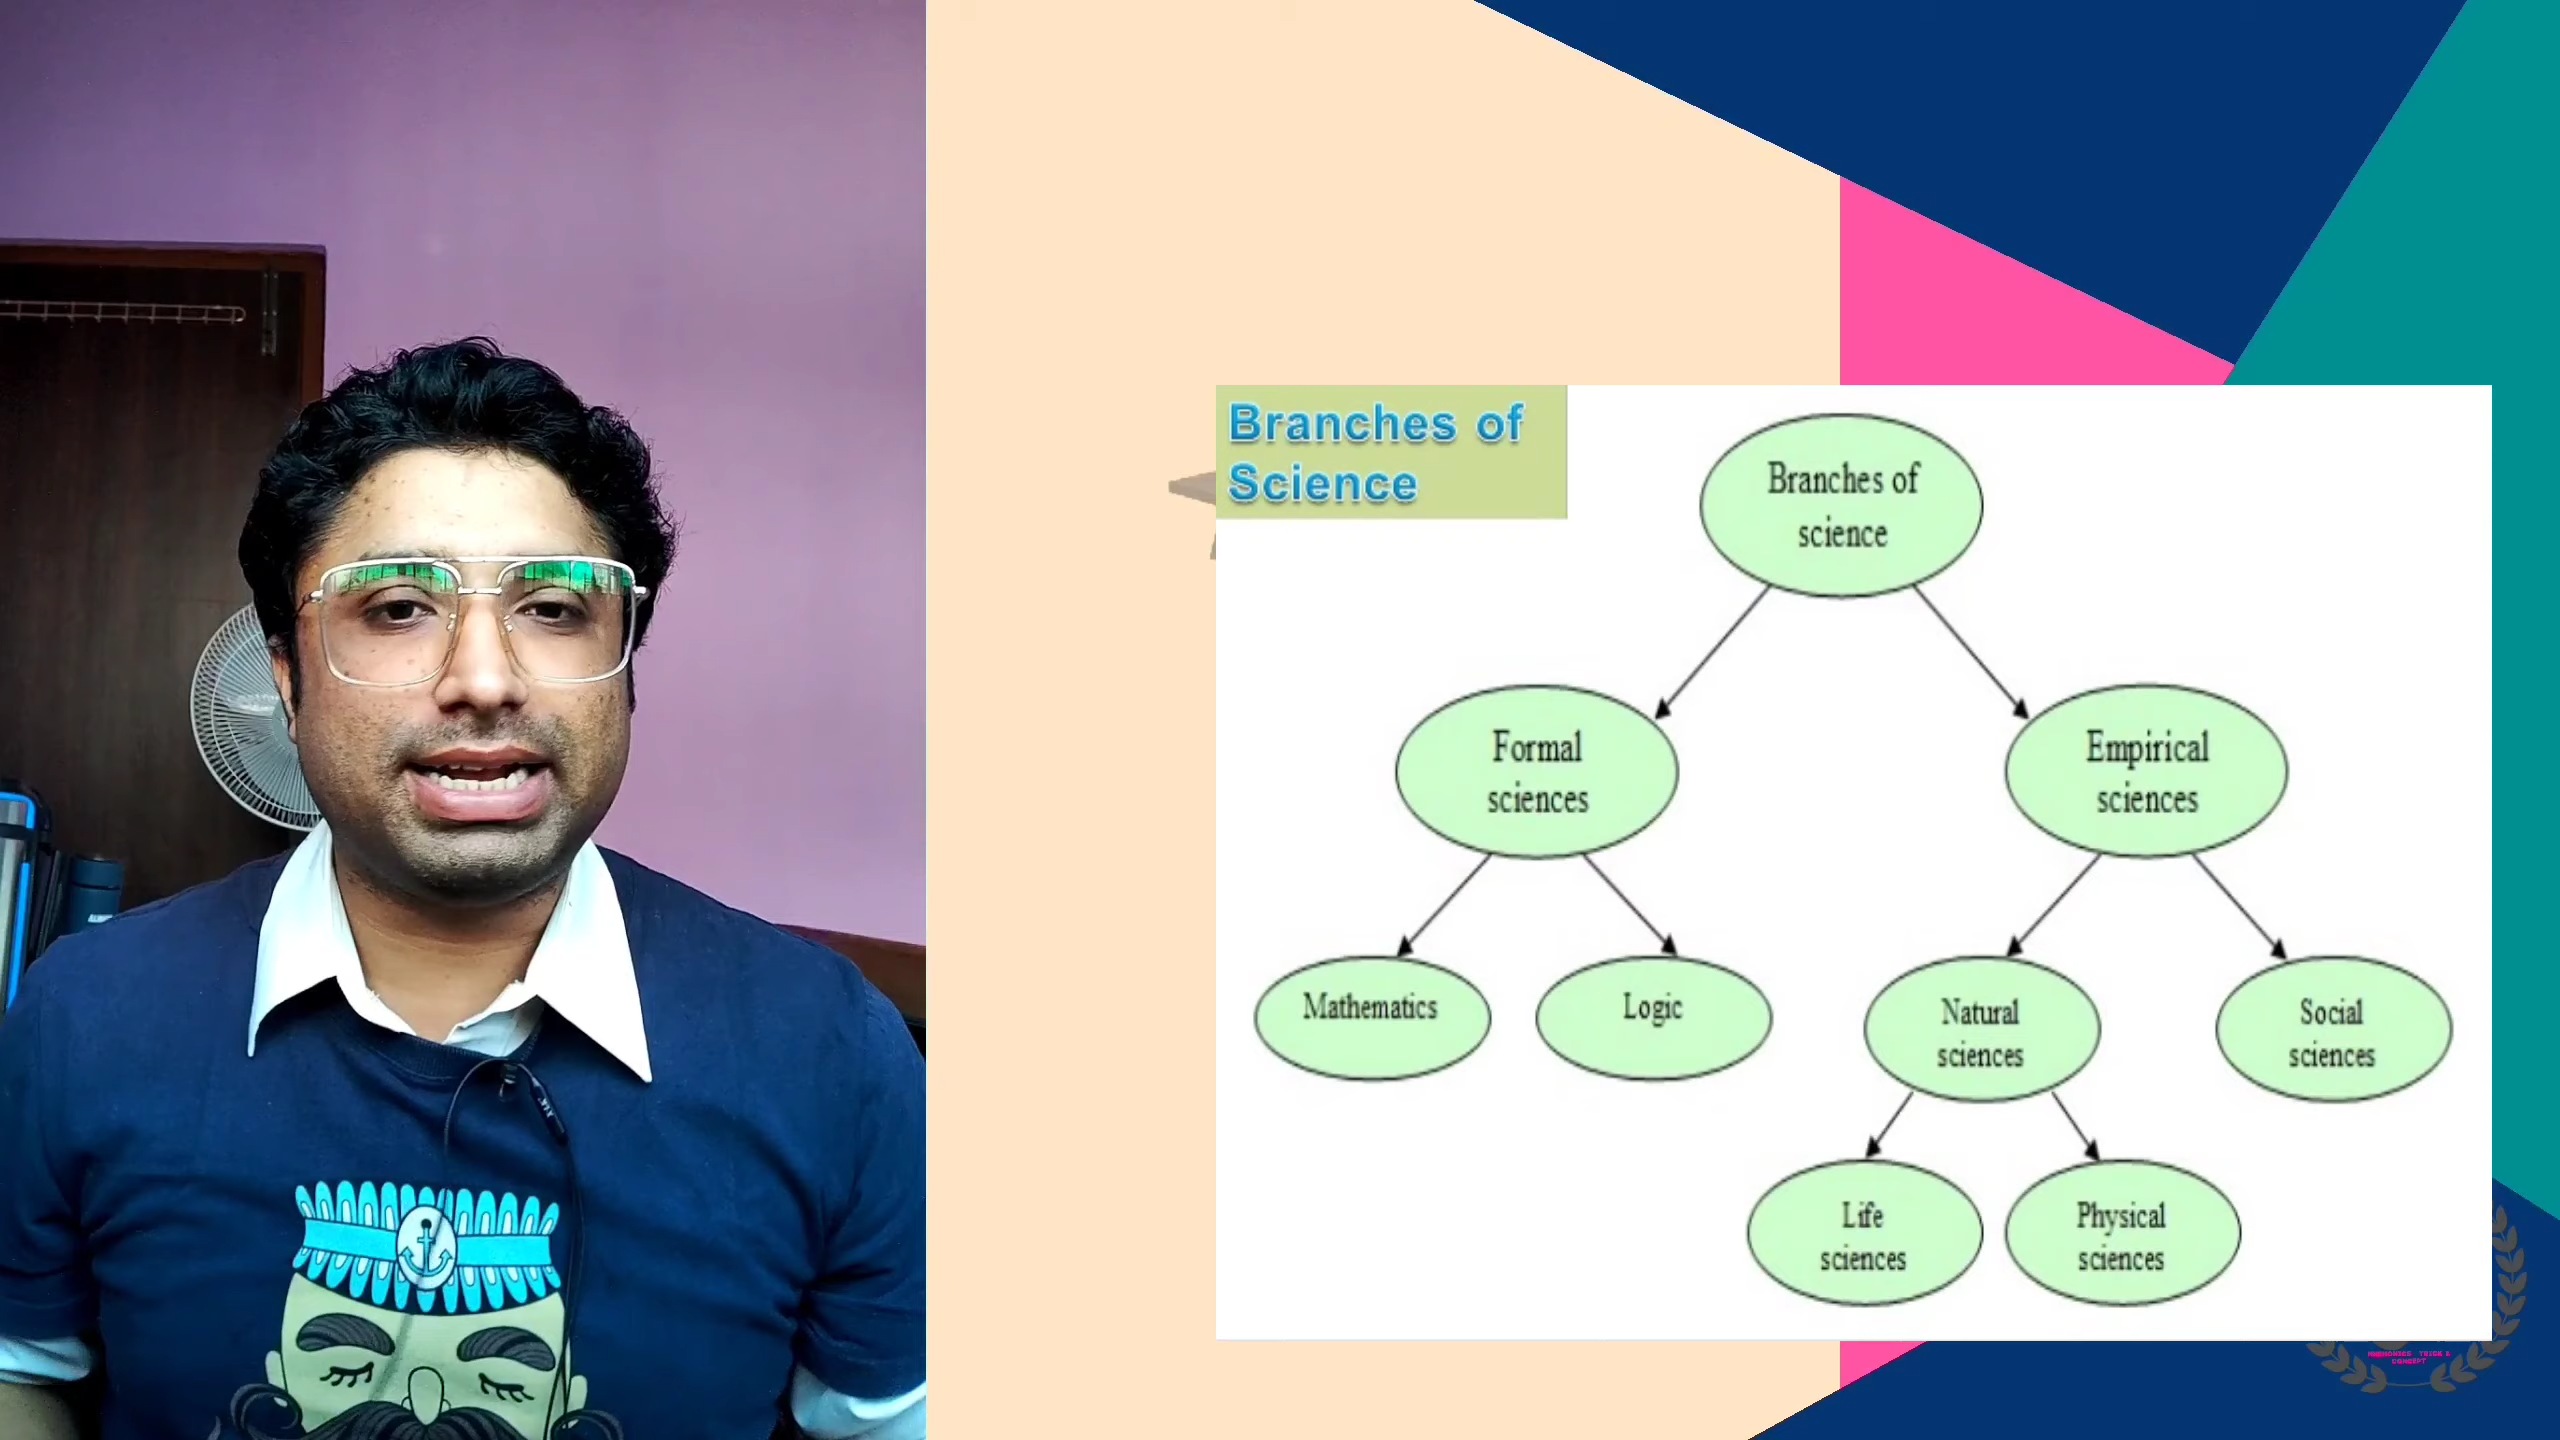 Branches of
Science
Branches of
science
Formal
sciences
Empirical
sciences
Mathematics
Logic
Natural
sciences
Social
sciences
Life
sciences
Physical
sciences
CONCEPT